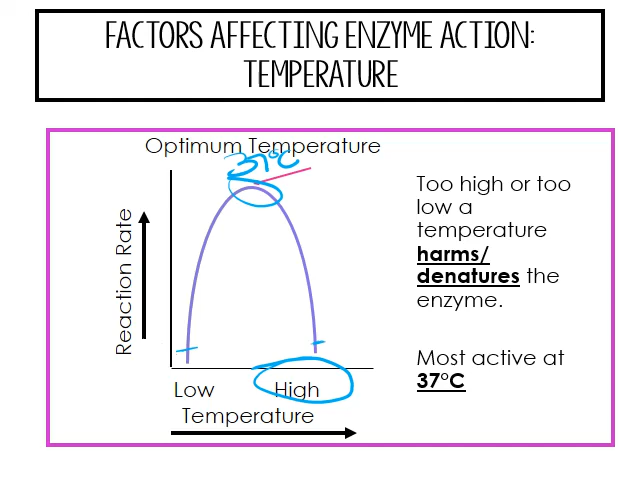 FACTORS AFFECTING ENZYME ACTION:
TEMPERATURE
Optimum Temperature
37°C
Reaction Rate
Low
High
Temperature
Too high or too
low a
temperature
harms/
denatures the
enzyme.
Most active at
37°C